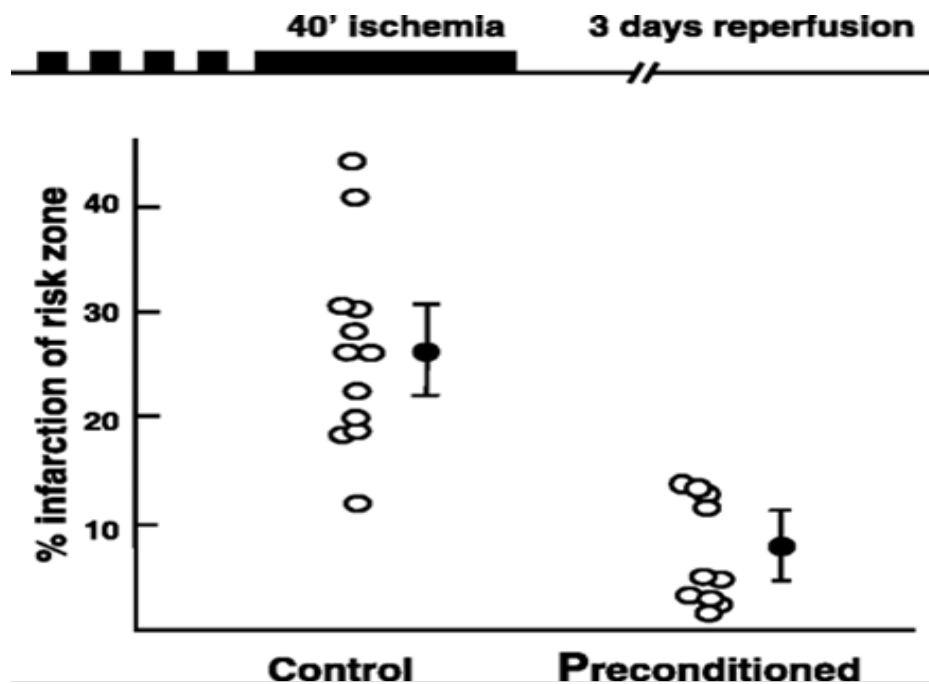 40' ischemia 3 days reperfusion
% infarction of risk zone
40
30
20
10
Control Preconditioned